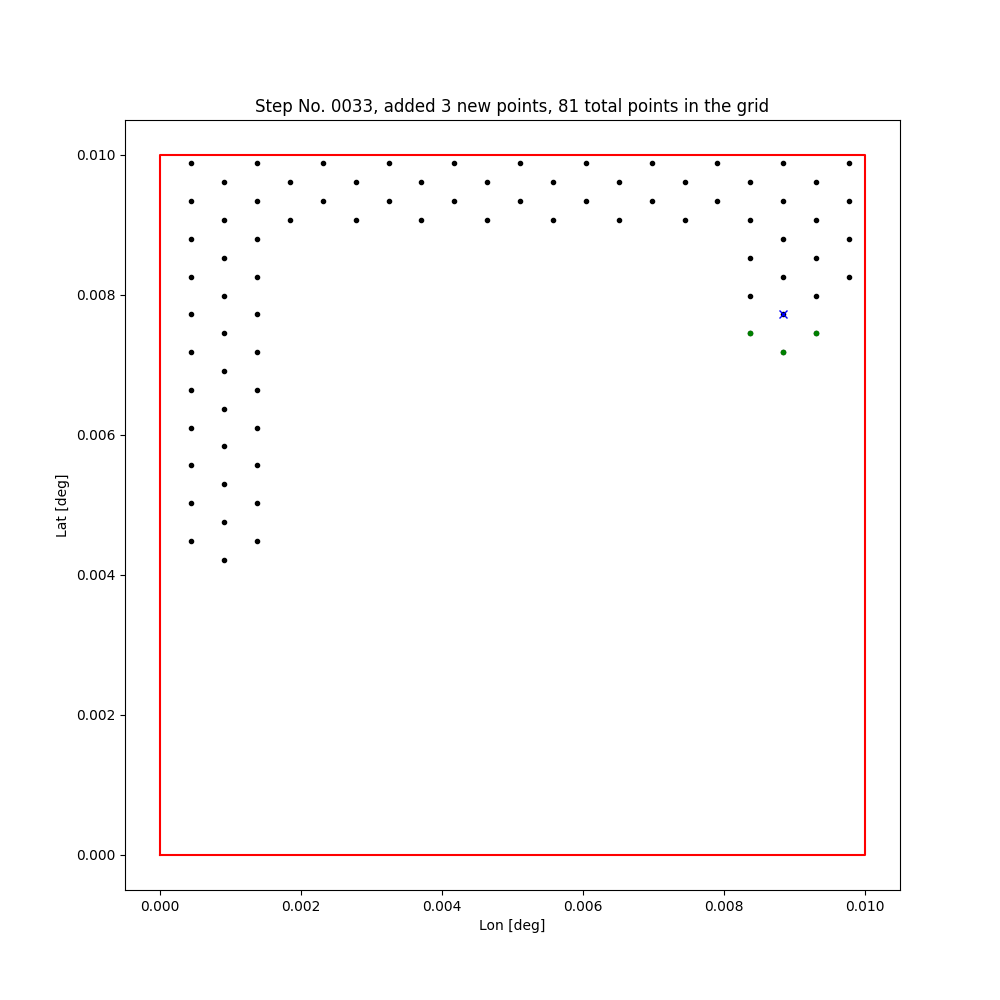 Step No. 0033, added 3 new points, 81 total points in the grid
0.010
0.008
0.006
0.004
0.002
0.000
Lat [deg]
0.000 0.002 0.004 0.006 0.008 0.010
Lon [deg]